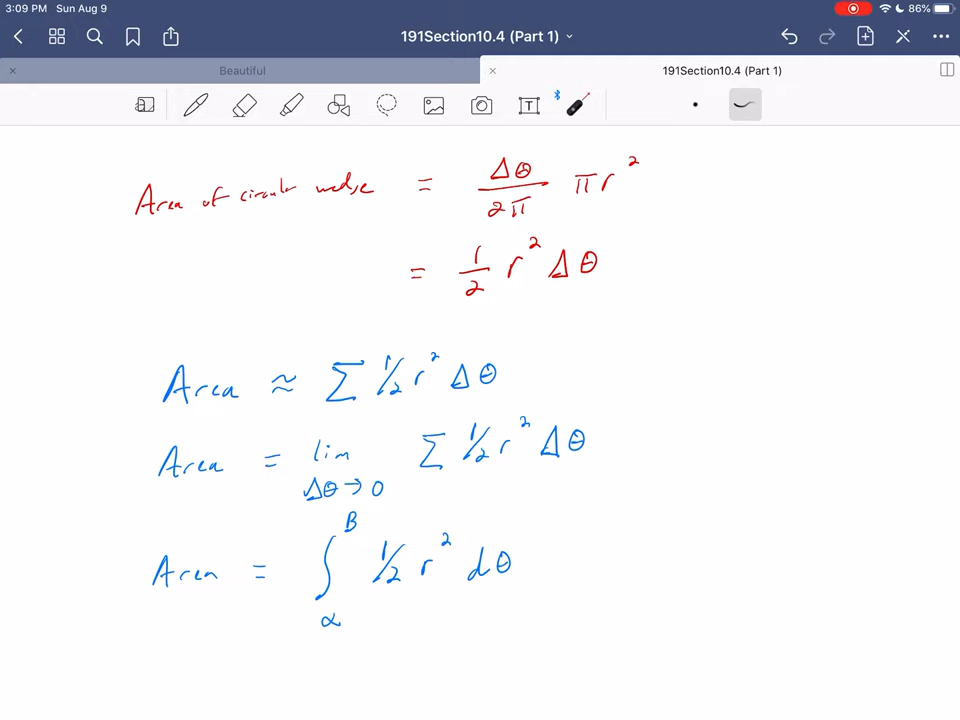 3:09 PM Sun Aug 9
86%
191Section10.4 (Part 1)
Beautiful
191Section10.4 (Part 1)
T
Area of circular wedge = Δθ/2π πr²
= 1/2 r² Δθ
Area ≈ Σ 1/2 r² Δθ
Area = lim Δθ→0 Σ 1/2 r² Δθ
Area = ∫ α B 1/2 r² dθ